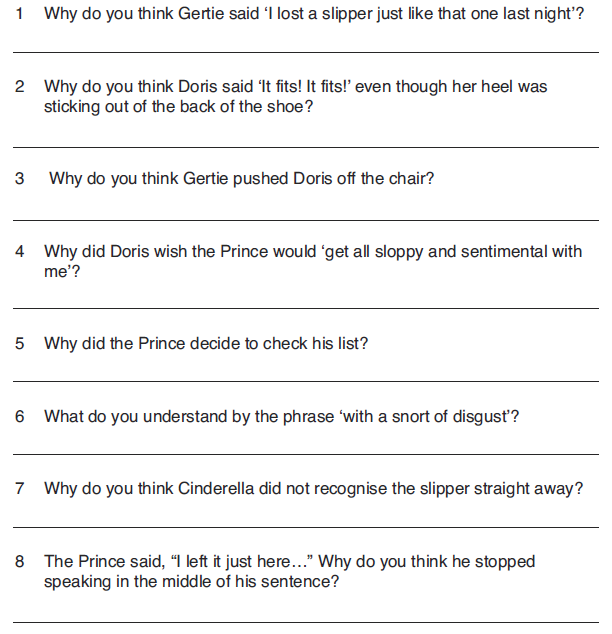 1 Why do you think Gertie said ‘I lost a slipper just like that one last night’?
2 Why do you think Doris said ‘It fits! It fits!’ even though her heel was
sticking out of the back of the shoe?
3 Why do you think Gertie pushed Doris off the chair?
4 Why did Doris wish the Prince would ‘get all sloppy and sentimental with
me’?
5 Why did the Prince decide to check his list?
6 What do you understand by the phrase ‘with a snort of disgust’?
7 Why do you think Cinderella did not recognise the slipper straight away?
8 The Prince said, “I left it just here…” Why do you think he stopped
speaking in the middle of his sentence?